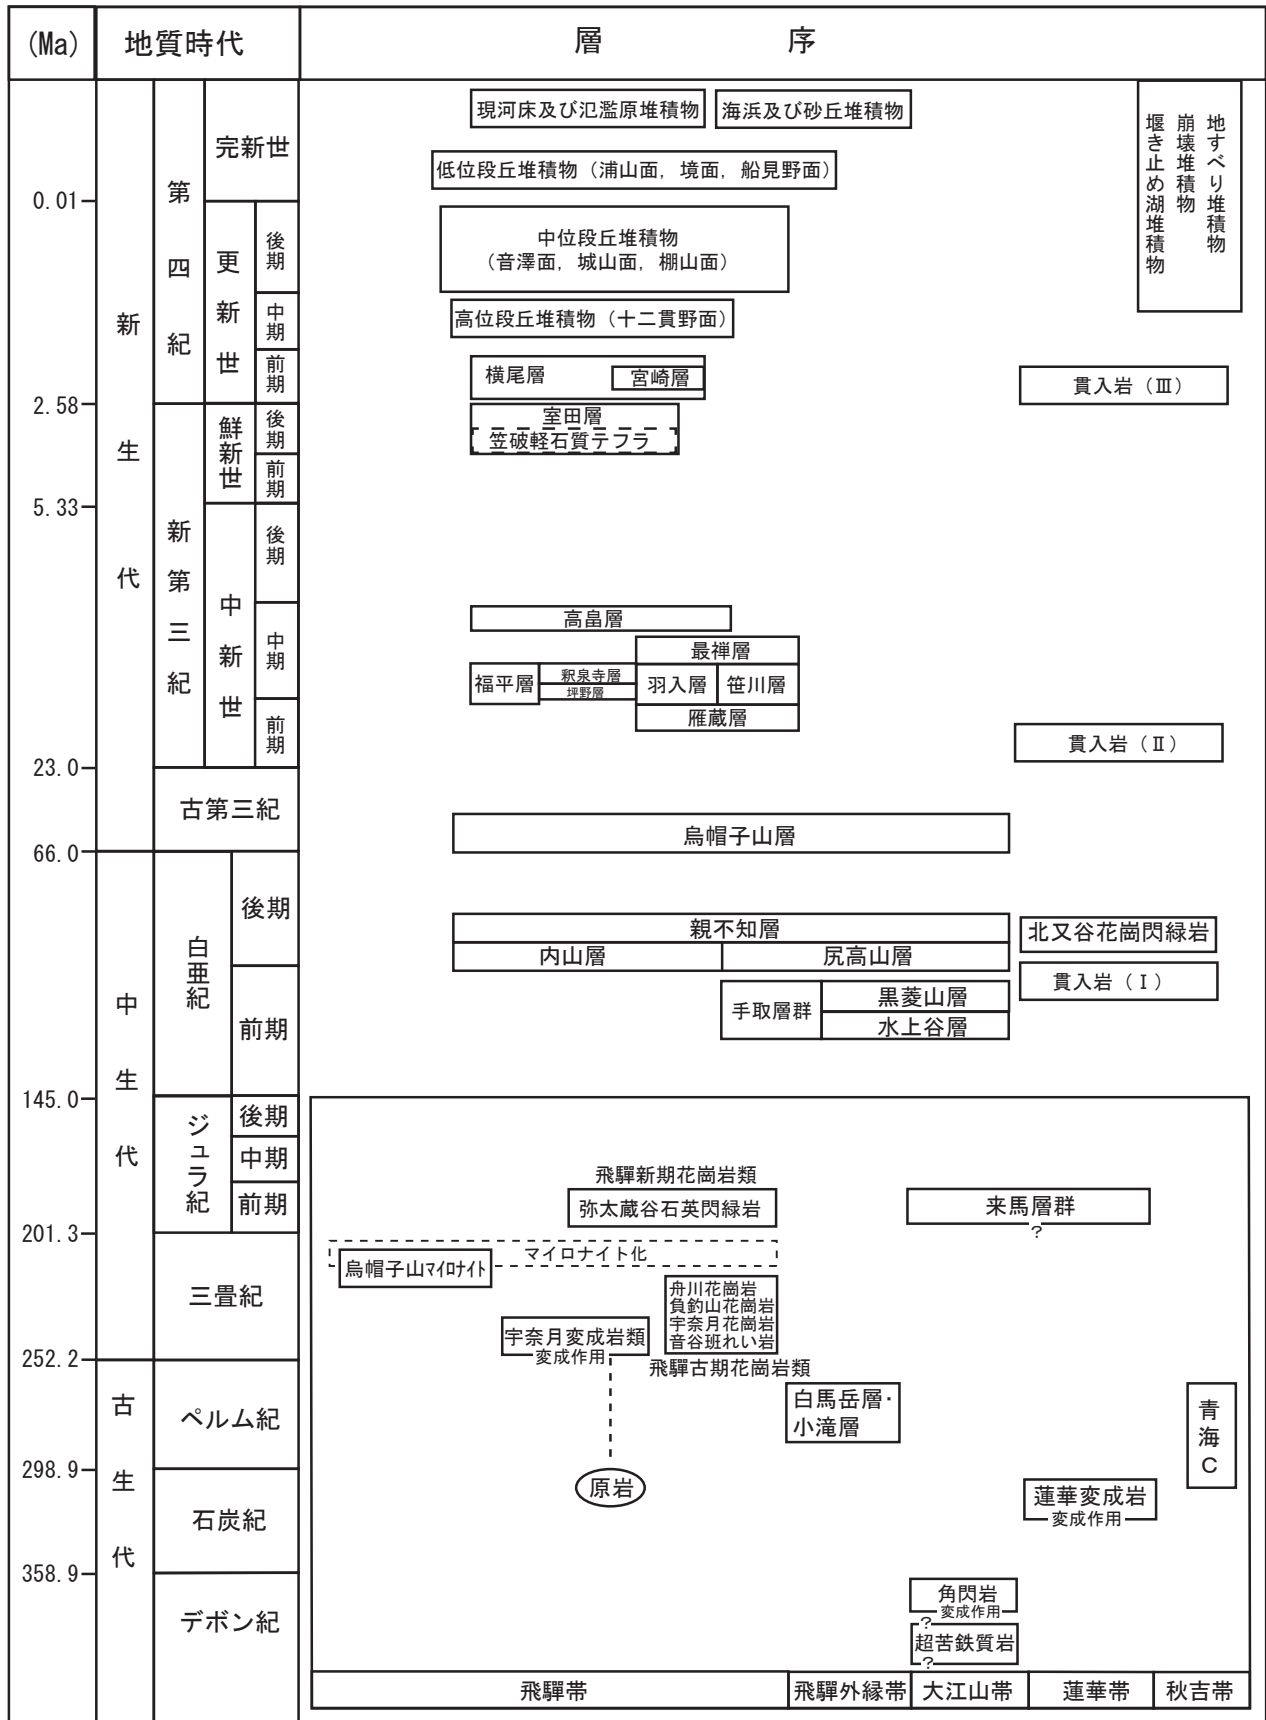 (Ma)
地質時代
層 序
0.01
2.58
5.33
23.0
66.0
145.0
201.3
252.2
298.9
358.9
新生代
中生代
古生代
第四紀
新第三紀
古第三紀
白亜紀
ジュラ紀
三畳紀
ペルム紀
石炭紀
デボン紀
完新世
更新世
後期
中期
前期
鮮新世
後期
前期
中新世
後期
中期
前期
後期
前期
後期
中期
前期
現河床及び氾濫原堆積物
海浜及び砂丘堆積物
低位段丘堆積物（浦山面，境面，船見野面）
中位段丘堆積物
（音澤面，城山面，棚山面）
高位段丘堆積物（十二貫野面）
地すべり堆積物
崩壊堆積物
堰き止め湖堆積物
横尾層
宮崎層
貫入岩（Ⅲ）
室田層
笠破軽石質テフラ
高畠層
最禅層
福平層
釈泉寺層
坪野層
羽入層
笹川層
雁蔵層
貫入岩（Ⅱ）
烏帽子山層
親不知層
内山層
尻高山層
北又谷花崗閃緑岩
貫入岩（Ⅰ）
手取層群
黒菱山層
水上谷層
飛驒新期花崗岩類
弥太蔵谷石英閃緑岩
来馬層群
?
マイロナイト化
烏帽子山マイロナイト
舟川花崗岩
負釣山花崗岩
宇奈月花崗岩
音谷斑れい岩
飛驒古期花崗岩類
宇奈月変成岩類
変成作用
原岩
白馬岳層・
小滝層
青海C
蓮華変成岩
変成作用
角閃岩
変成作用
?
超苦鉄質岩
?
飛驒帯
飛驒外縁帯
大江山帯
蓮華帯
秋吉帯